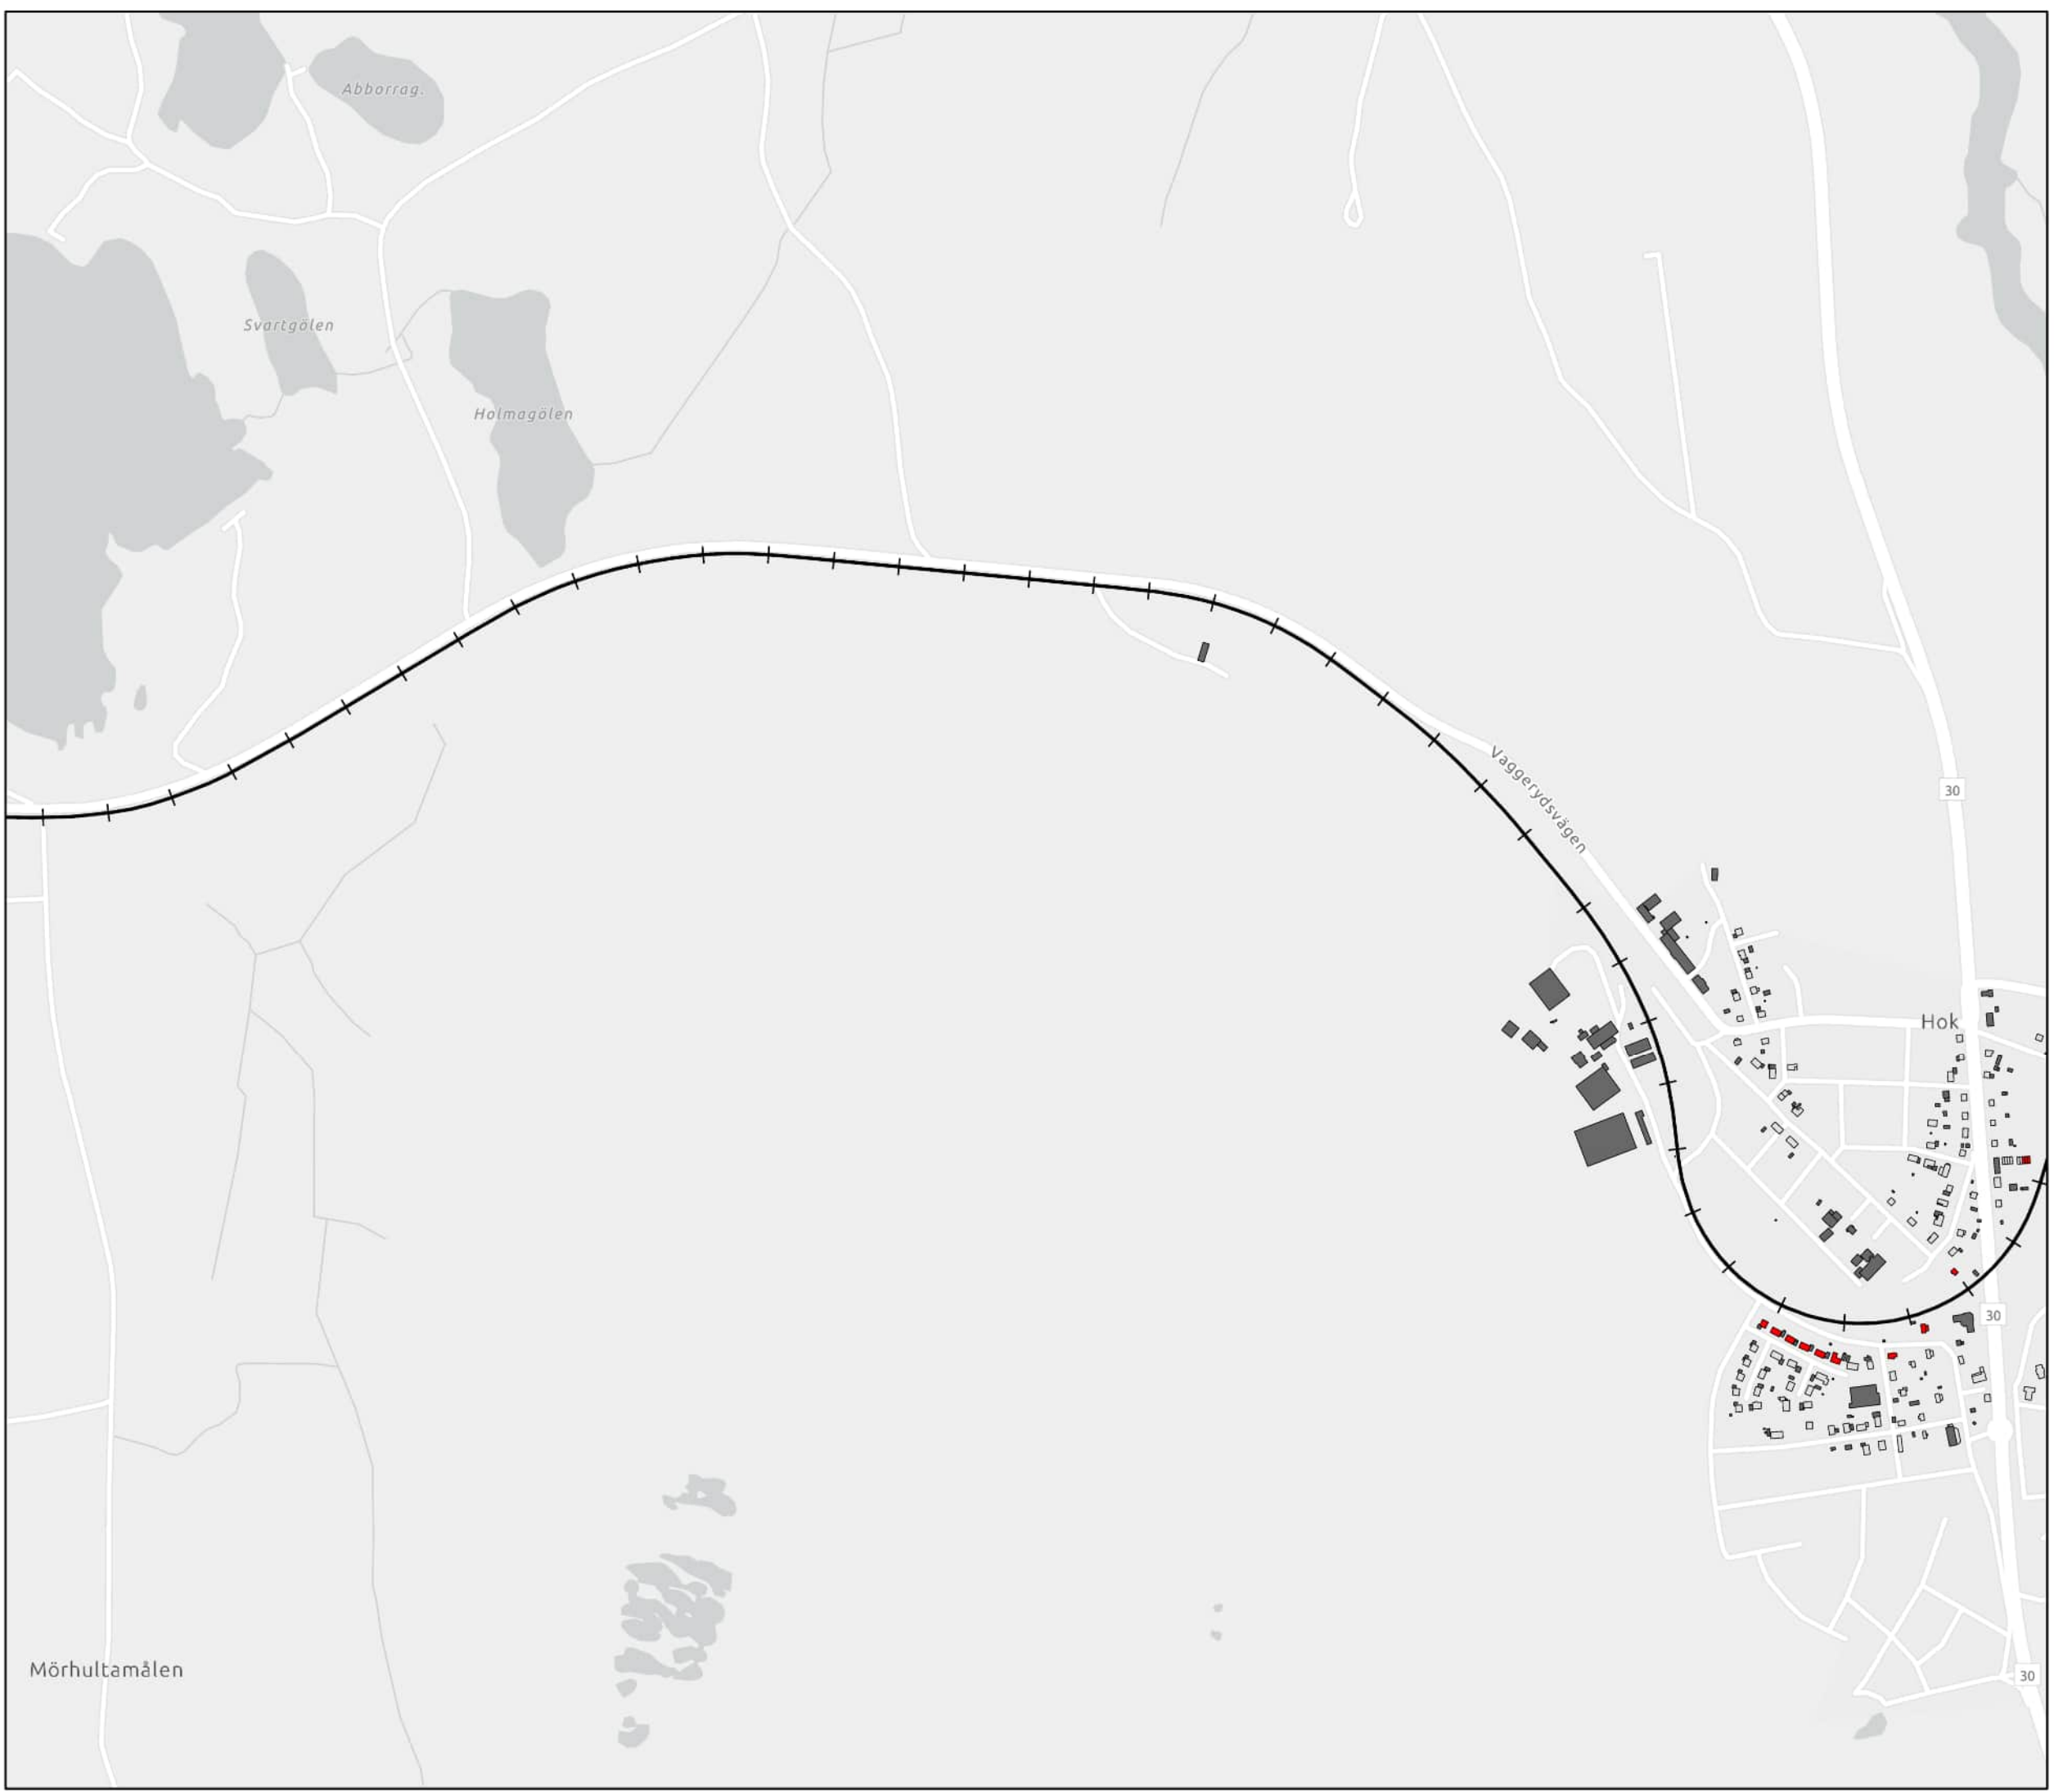 Abborrag.
Svartgölen
Holmagölen
Vaggerydsvägen
30
Hok
30
Mörhultamålen
30